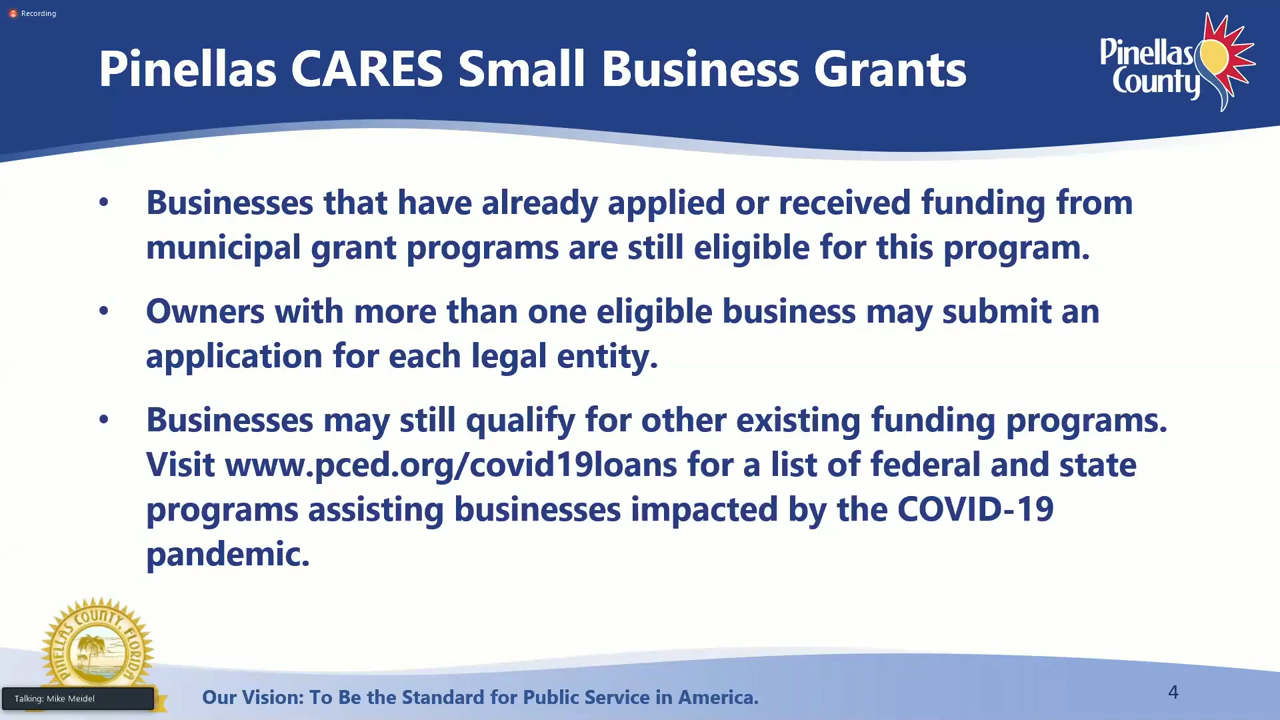 Recording
Pinellas CARES Small Business Grants
Pinellas
County
• Businesses that have already applied or received funding from
municipal grant programs are still eligible for this program.
• Owners with more than one eligible business may submit an
application for each legal entity.
• Businesses may still qualify for other existing funding programs.
Visit www.pced.org/covid19loans for a list of federal and state
programs assisting businesses impacted by the COVID-19
pandemic.
PINELLAS COUNTY, FLORIDA
Talking: Mike Meidel
Our Vision: To Be the Standard for Public Service in America.
4